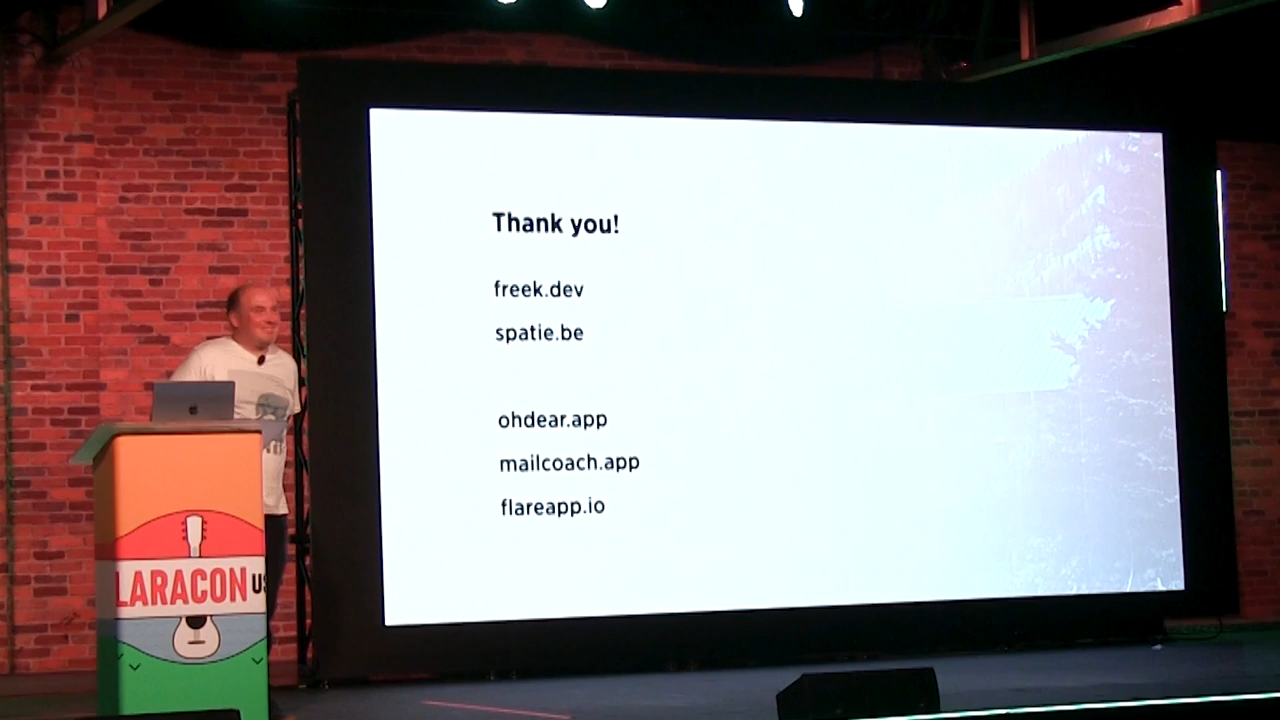 Thank you!
freek.dev
spatie.be
ohdear.app
mailcoach.app
flareapp.io
LARACON US